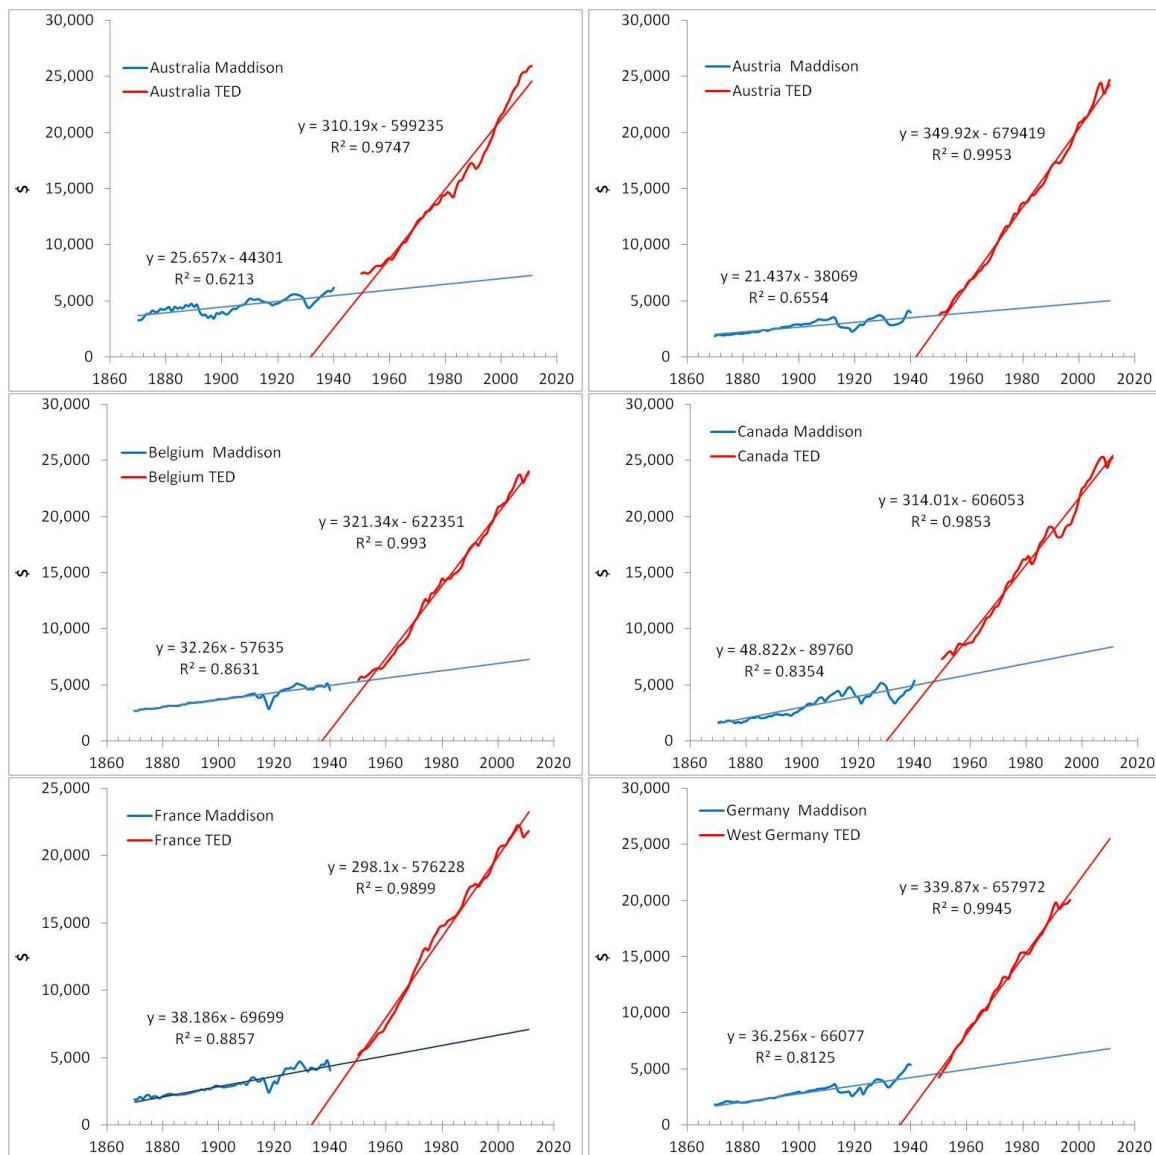 30,000
25,000
20,000
15,000
10,000
5,000
0
$
Australia Maddison
Australia TED
y = 310.19x - 599235
R² = 0.9747
y = 25.657x - 44301
R² = 0.6213
1860 1880 1900 1920 1940 1960 1980 2000 2020
30,000
25,000
20,000
15,000
10,000
5,000
0
$
Austria Maddison
Austria TED
y = 349.92x - 679419
R² = 0.9953
y = 21.437x - 38069
R² = 0.6554
1860 1880 1900 1920 1940 1960 1980 2000 2020
30,000
25,000
20,000
15,000
10,000
5,000
0
$
Belgium Maddison
Belgium TED
y = 321.34x - 622351
R² = 0.993
y = 32.26x - 57635
R² = 0.8631
1860 1880 1900 1920 1940 1960 1980 2000 2020
30,000
25,000
20,000
15,000
10,000
5,000
0
$
Canada Maddison
Canada TED
y = 314.01x - 606053
R² = 0.9853
y = 48.822x - 89760
R² = 0.8354
1860 1880 1900 1920 1940 1960 1980 2000 2020
25,000
20,000
15,000
10,000
5,000
0
$
France Maddison
France TED
y = 298.1x - 576228
R² = 0.9899
y = 38.186x - 69699
R² = 0.8857
1860 1880 1900 1920 1940 1960 1980 2000 2020
30,000
25,000
20,000
15,000
10,000
5,000
0
$
Germany Maddison
West Germany TED
y = 339.87x - 657972
R² = 0.9945
y = 36.256x - 66077
R² = 0.8125
1860 1880 1900 1920 1940 1960 1980 2000 2020